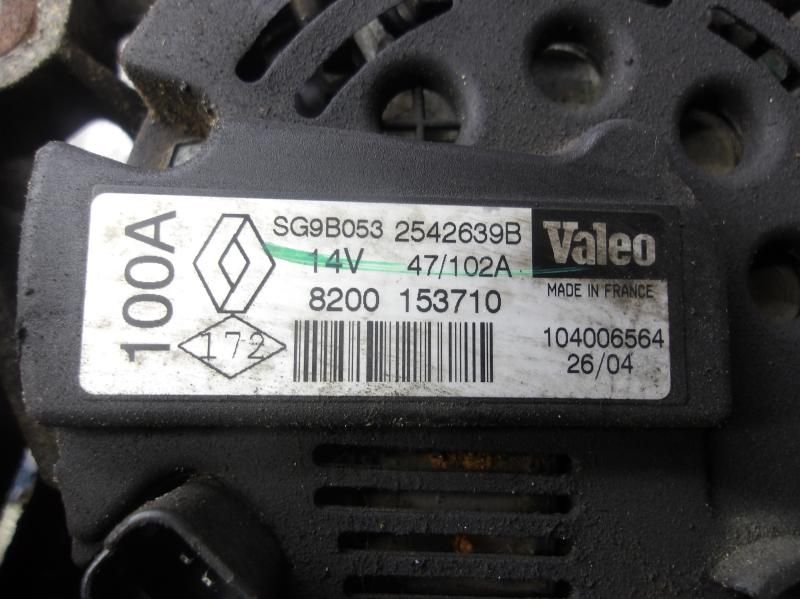 100A
SG9B053 2542639B
14V 47/102A
8200 153710
172
Valeo
MADE IN FRANCE
104006564
26/04